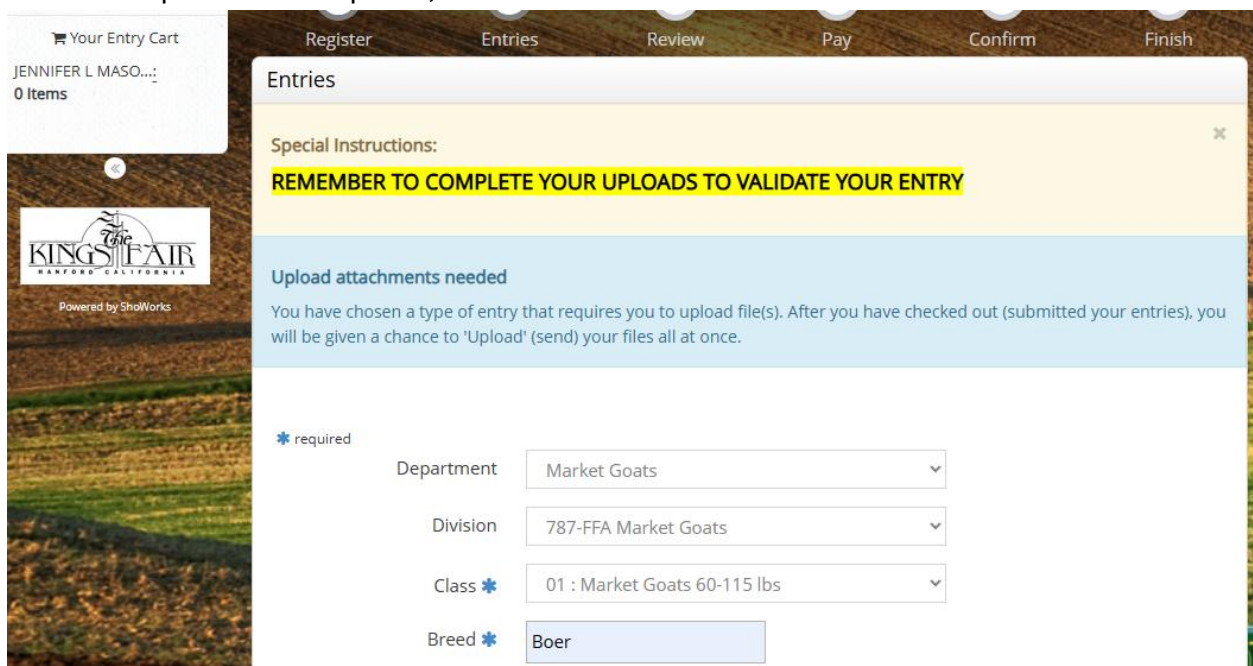 Your Entry Cart
JENNIFER L MASO...:
0 Items
The
KINGS FAIR
HANFORD CALIFORNIA
Powered by ShoWorks
Register Entries Review Pay Confirm Finish
Entries
Special Instructions:
REMEMBER TO COMPLETE YOUR UPLOADS TO VALIDATE YOUR ENTRY
Upload attachments needed
You have chosen a type of entry that requires you to upload file(s). After you have checked out (submitted your entries), you
will be given a chance to 'Upload' (send) your files all at once.
* required
Department Market Goats
Division 787-FFA Market Goats
Class * 01 : Market Goats 60-115 lbs
Breed * Boer